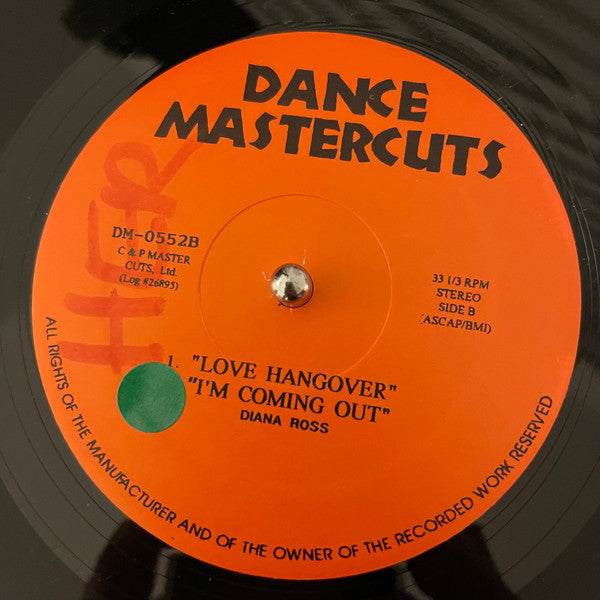 DANCE
MASTERCUTS
HER
DM-0552B
C & P MASTER
CUTS, Ltd.
(Log #26895)
33 1/3 RPM
STEREO
SIDE B
(ASCAP/BMI)
1. "LOVE HANGOVER"
"I'M COMING OUT"
DIANA ROSS
ALL RIGHTS OF THE MANUFACTURER AND OF THE OWNER OF THE RECORDED WORK RESERVED